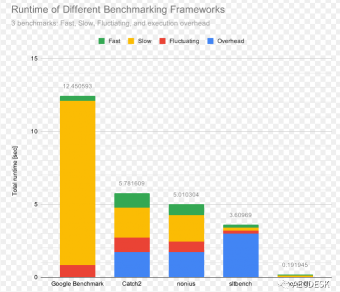 Runtime of Different Benchmarking Frameworks
3 benchmarks: Fast, Slow, Fluctuating, and execution overhead
Fast Slow Fluctuating Overhead
15
12.450593
10
5.781609
5.010304
5
3.60969
0.191945
0
Total runtime [sec]
Google Benchmark Catch2 nonius sltbench